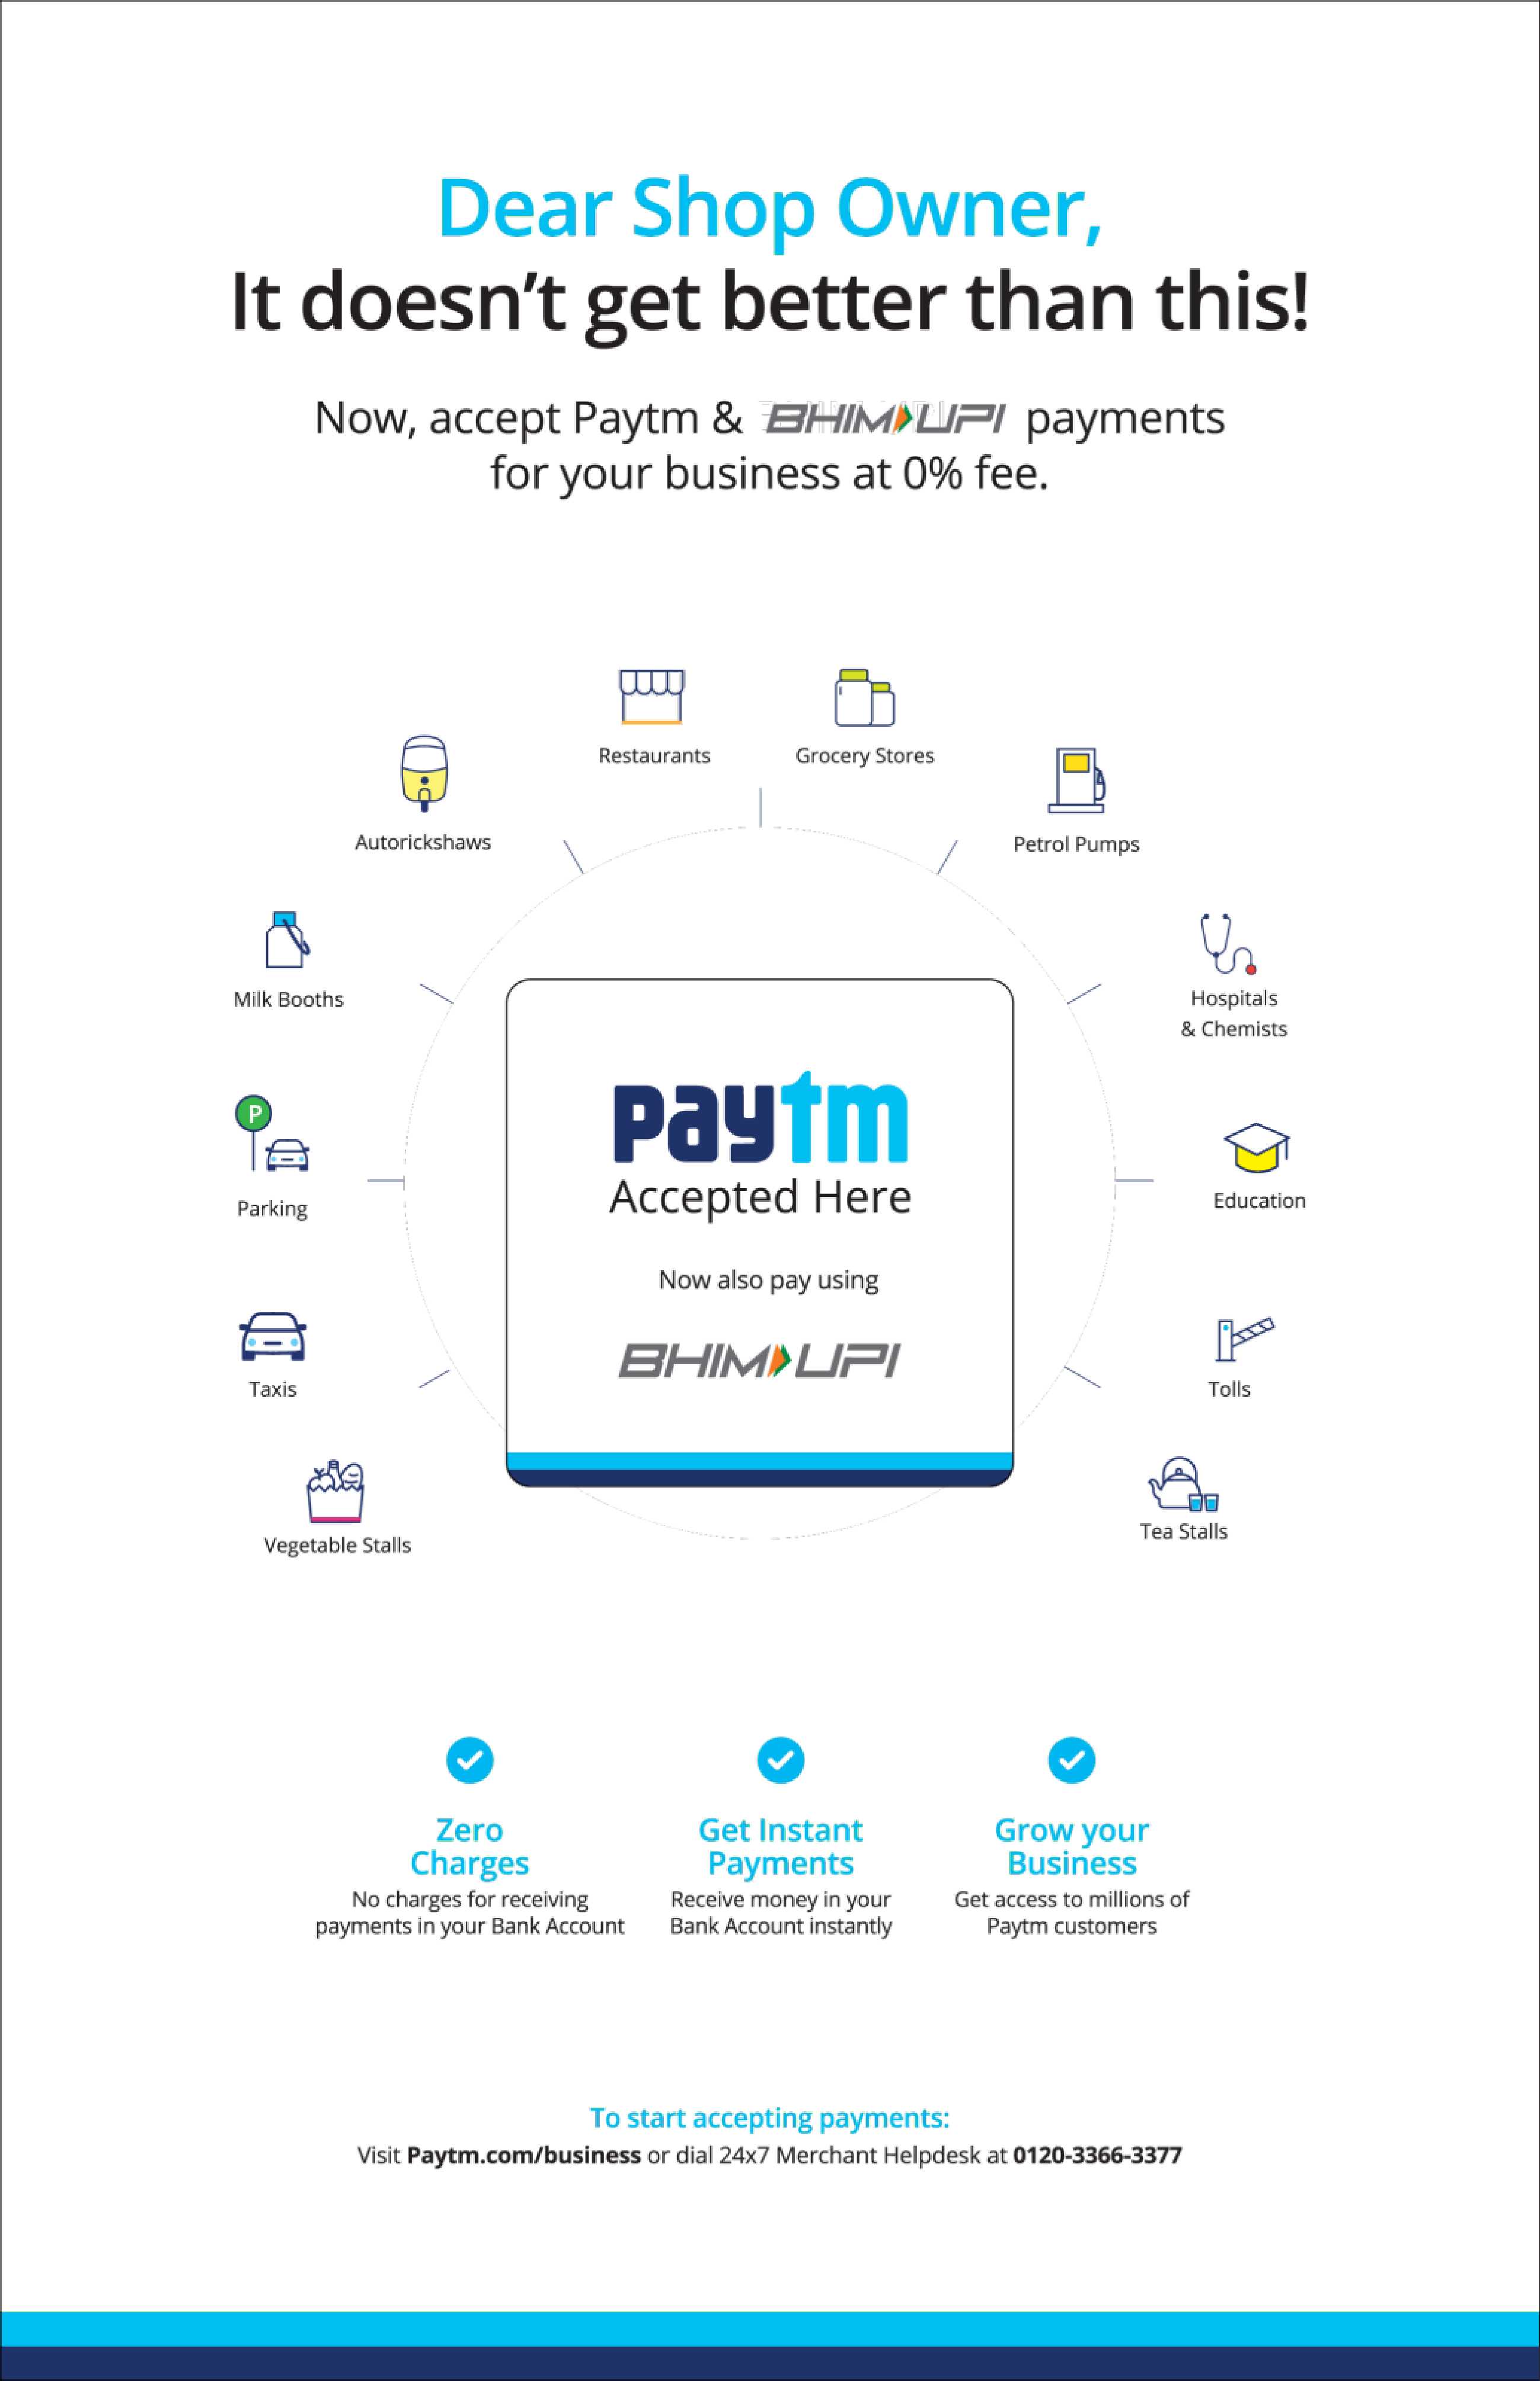 Dear Shop Owner,
It doesn't get better than this!
Now, accept Paytm & BHIM UPI payments
for your business at 0% fee.
Restaurants
Grocery Stores
Autorickshaws
Petrol Pumps
Milk Booths
Hospitals
& Chemists
Parking
Education
Taxis
Tolls
Vegetable Stalls
Tea Stalls
paytm
Accepted Here
Now also pay using
BHIM UPI
P
Zero
Charges
No charges for receiving
payments in your Bank Account
Get Instant
Payments
Receive money in your
Bank Account instantly
Grow your
Business
Get access to millions of
Paytm customers
To start accepting payments:
Visit Paytm.com/business or dial 24x7 Merchant Helpdesk at 0120-3366-3377